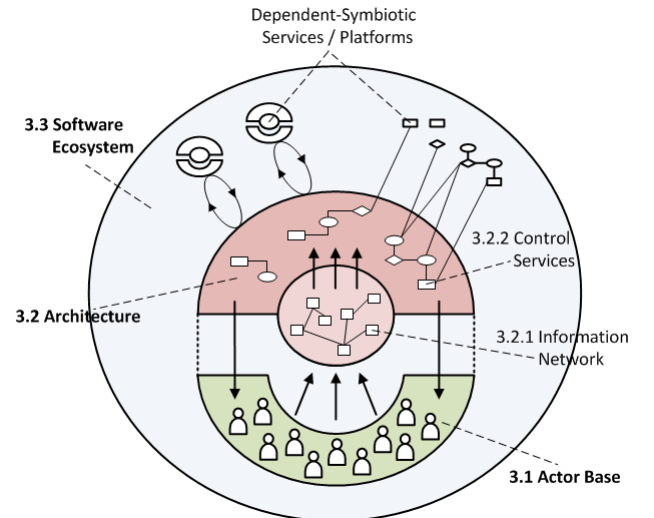 Dependent-Symbiotic
Services / Platforms
3.3 Software
Ecosystem
3.2.2 Control
Services
3.2 Architecture
3.2.1 Information
Network
3.1 Actor Base